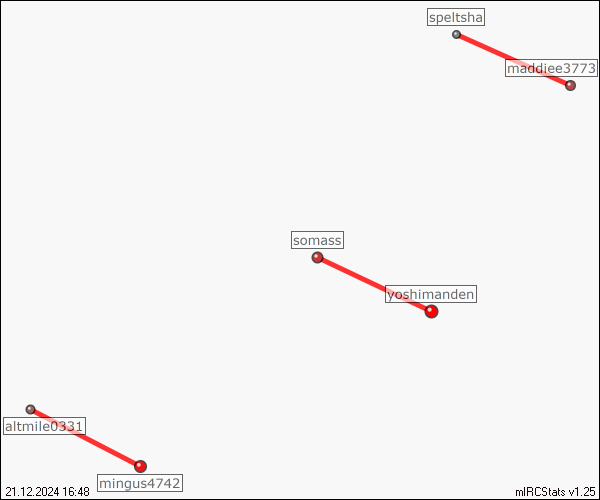 speltsha
maddiee3773
somass
yoshimanden
altmile0331
mingus4742
21.12.2024 16:48
mIRCStats v1.25